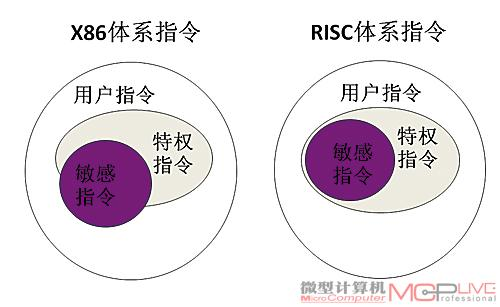 X86体系指令
RISC体系指令
用户指令
特权
指令
敏感
指令
用户指令
特权
指令
敏感
指令
微型计算机
MicroComputer
MCPLIVE
Professional